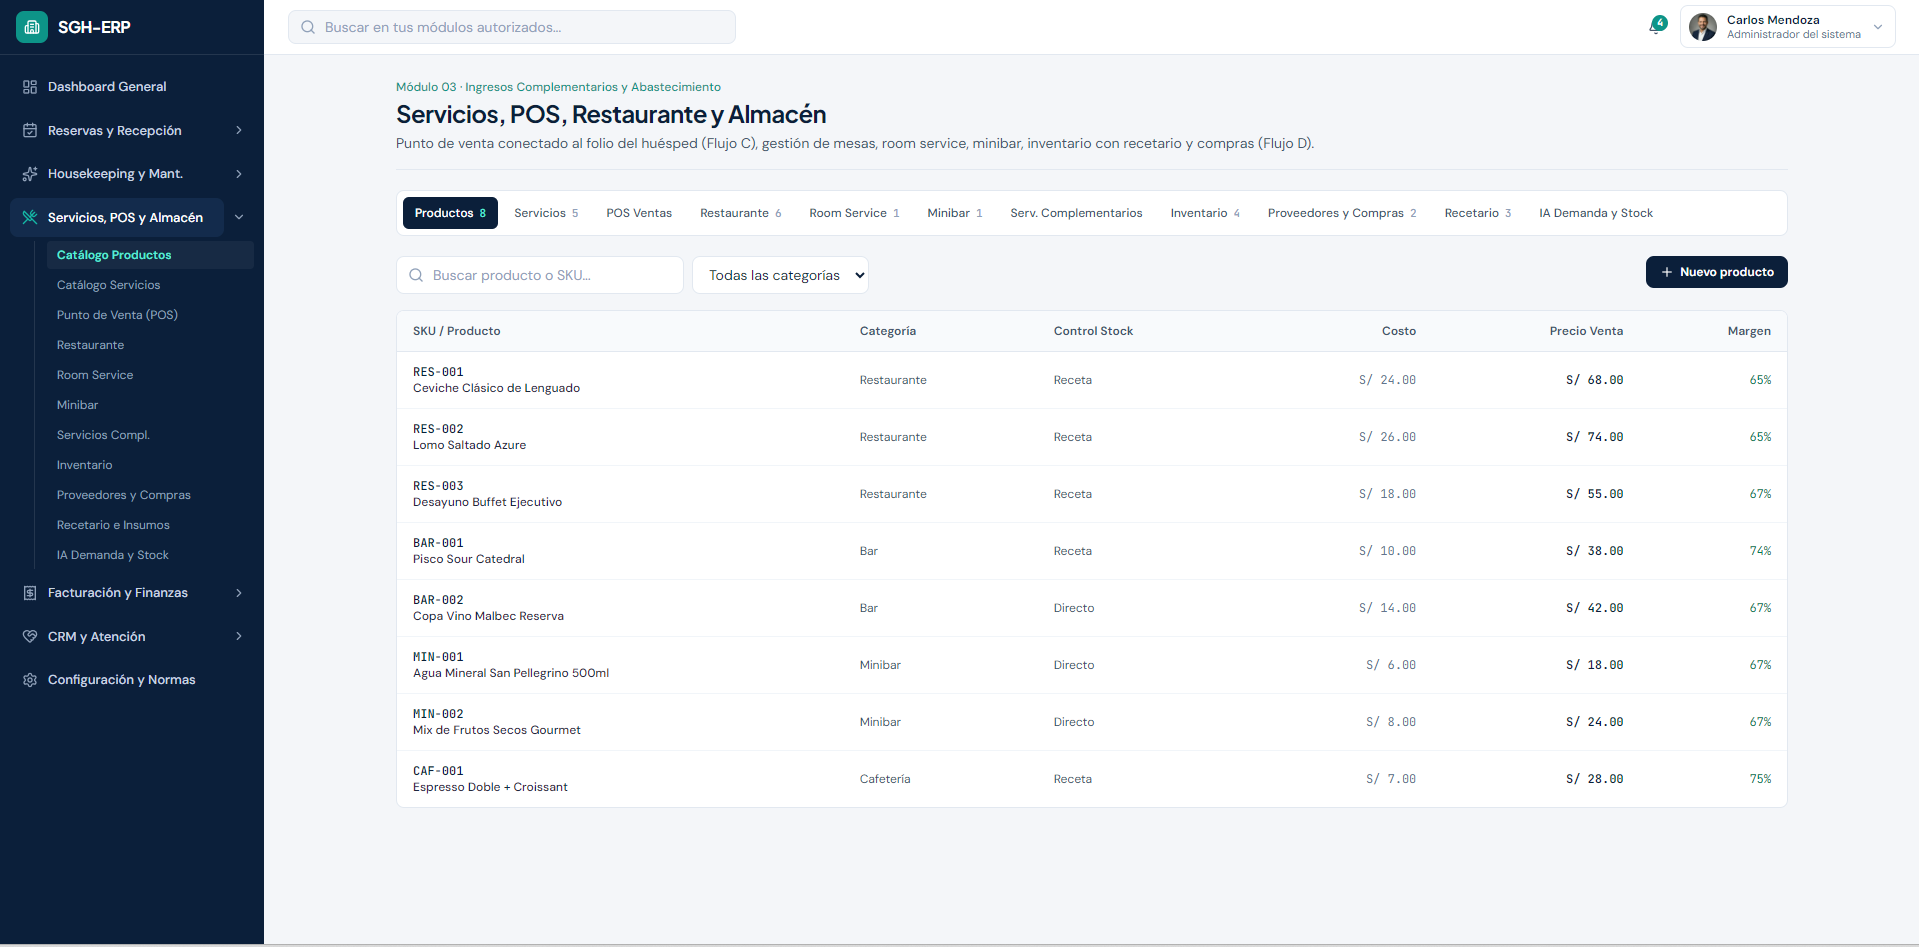 SGH-ERP
Buscar en tus módulos autorizados...
4
Carlos Mendoza
Administrador del sistema
Dashboard General
Reservas y Recepción
Housekeeping y Mant.
Servicios, POS y Almacén
Catálogo Productos
Catálogo Servicios
Punto de Venta (POS)
Restaurante
Room Service
Minibar
Servicios Compl.
Inventario
Proveedores y Compras
Recetario e Insumos
IA Demanda y Stock
Facturación y Finanzas
CRM y Atención
Configuración y Normas
Módulo 03 · Ingresos Complementarios y Abastecimiento
Servicios, POS, Restaurante y Almacén
Punto de venta conectado al folio del huésped (Flujo C), gestión de mesas, room service, minibar, inventario con recetario y compras (Flujo D).
Productos 8 Servicios 5 POS Ventas Restaurante 6 Room Service 1 Minibar 1 Serv. Complementarios Inventario 4 Proveedores y Compras 2 Recetario 3 IA Demanda y Stock
Buscar producto o SKU... Todas las categorías + Nuevo producto
SKU / Producto Categoría Control Stock Costo Precio Venta Margen
RES-001
Ceviche Clásico de Lenguado Restaurante Receta S/ 24.00 S/ 68.00 65%
RES-002
Lomo Saltado Azure Restaurante Receta S/ 26.00 S/ 74.00 65%
RES-003
Desayuno Buffet Ejecutivo Restaurante Receta S/ 18.00 S/ 55.00 67%
BAR-001
Pisco Sour Catedral Bar Receta S/ 10.00 S/ 38.00 74%
BAR-002
Copa Vino Malbec Reserva Bar Directo S/ 14.00 S/ 42.00 67%
MIN-001
Agua Mineral San Pellegrino 500ml Minibar Directo S/ 6.00 S/ 18.00 67%
MIN-002
Mix de Frutos Secos Gourmet Minibar Directo S/ 8.00 S/ 24.00 67%
CAF-001
Espresso Doble + Croissant Cafetería Receta S/ 7.00 S/ 28.00 75%